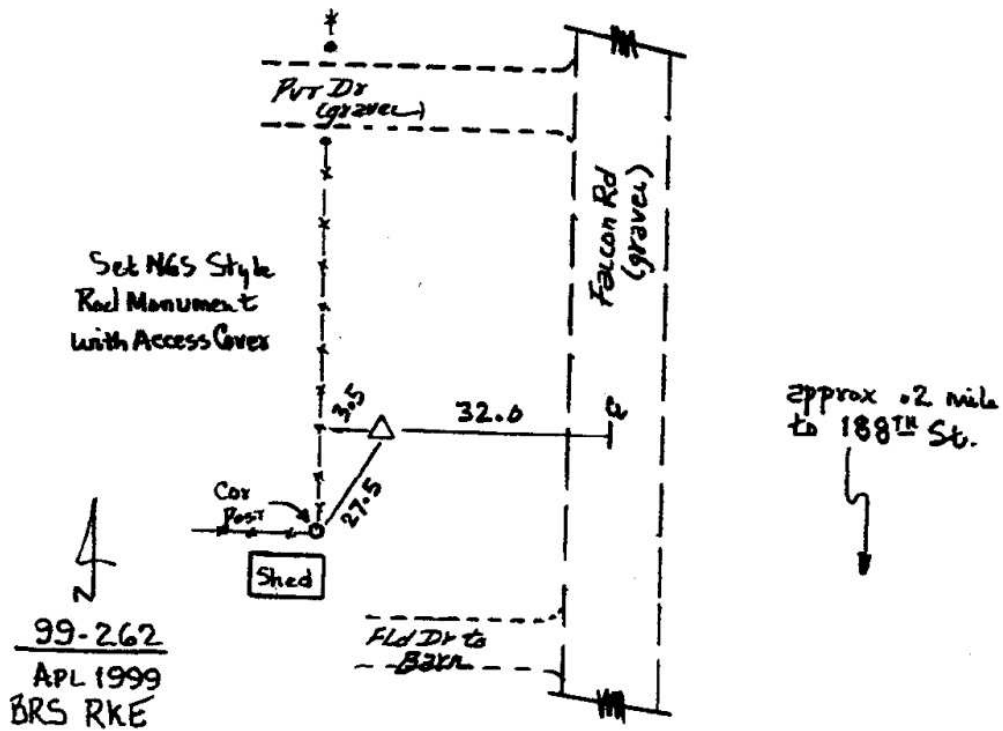 Pvt Dr
(gravel)
Falcon Rd
(gravel)
Set NGS Style
Rod Monument
with Access Cover
3.5
32.0
27.5
approx .2 mile
to 188TH St.
Cor
Post
Shed
N
Fld Dr to
Barn
99-262
APL 1999
BRS RKE